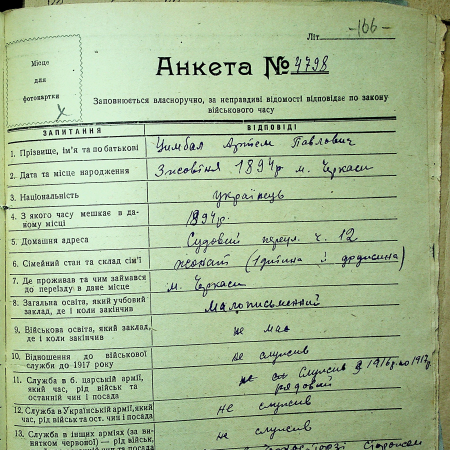 Літ. -166-
Місце
для
фотокартки
Анкета № 4798
Заповнюється власноручно, за неправдиві відомості відповідає по закону
військового часу
ЗАПИТАННЯ ВІДПОВІДІ
1. Прізвище, ім'я та по батькові Цимбал Артем Павлович
2. Дата та місце народження 3 жовтня 1894 р м. Черкаси
3. Національність українець
4. З якого часу мешкає в да-
ному місці 1894 р.
5. Домашня адреса Судовий переул. ч. 12
6. Сімейний стан та склад сім'ї жонат (1 дитина й дружина)
7. Де проживав та чим займався
до переїзду в дане місце м. Черкаси
8. Загальна освіта, який учбовий
заклад, де і коли закінчив Малописьменний
9. Військова освіта, який заклад,
де і коли закінчив не має
10. Відношення до військової
служби до 1917 року не служив
11. Служба в б. царській армії,
який час, рід військ та
останній чин і посада служив з 1916 р. по 1917 р.
рядовий
12. Служба в Українській армії, який
час, рід військ та ост. чин і посада не служив
13. Служба в інших арміях (за ви-
нятком червоної) — рід військ, не служив